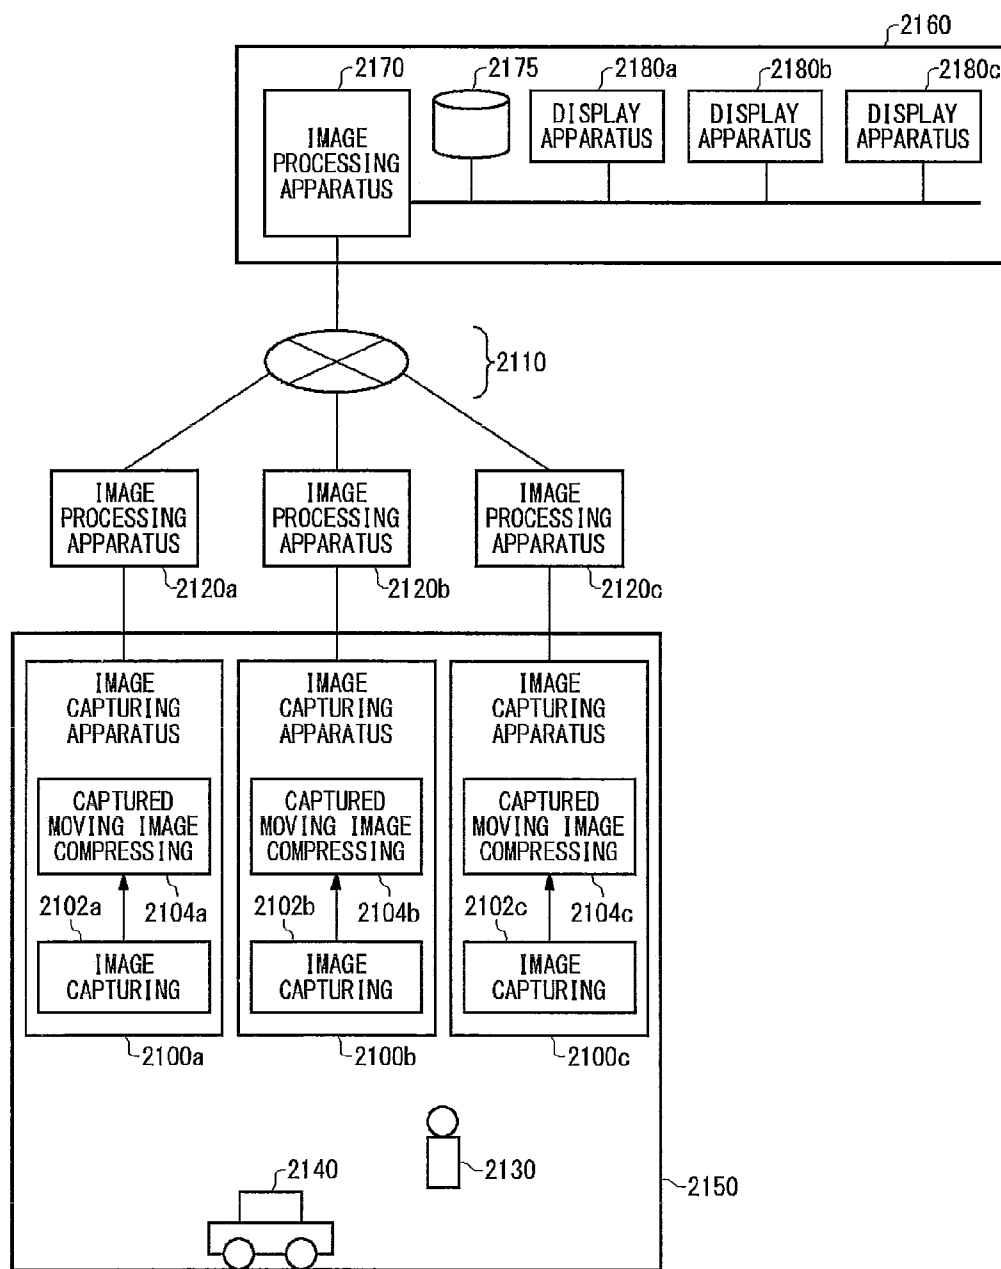 2160
2170
2175
2180a
2180b
2180c
IMAGE
PROCESSING
APPARATUS
DISPLAY
APPARATUS
DISPLAY
APPARATUS
DISPLAY
APPARATUS
2110
IMAGE
PROCESSING
APPARATUS
IMAGE
PROCESSING
APPARATUS
IMAGE
PROCESSING
APPARATUS
2120a
2120b
2120c
IMAGE
CAPTURING
APPARATUS
IMAGE
CAPTURING
APPARATUS
IMAGE
CAPTURING
APPARATUS
CAPTURED
MOVING IMAGE
COMPRESSING
CAPTURED
MOVING IMAGE
COMPRESSING
CAPTURED
MOVING IMAGE
COMPRESSING
2102a
2104a
2102b
2104b
2102c
2104c
IMAGE
CAPTURING
IMAGE
CAPTURING
IMAGE
CAPTURING
2100a
2100b
2100c
2130
2140
2150